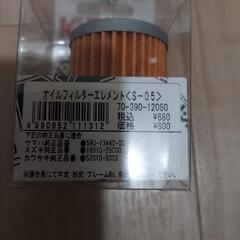 オイルフィルターエレメント<S-05>
70-390-12050
税込 ¥880
価格 ¥800
4 990852 111312
下記の純正品番に適合
ヤマハ純正品番 5RU-13440-00
スズキ純正品番 16510-25C00
カワサキ純正品番 52010-S002